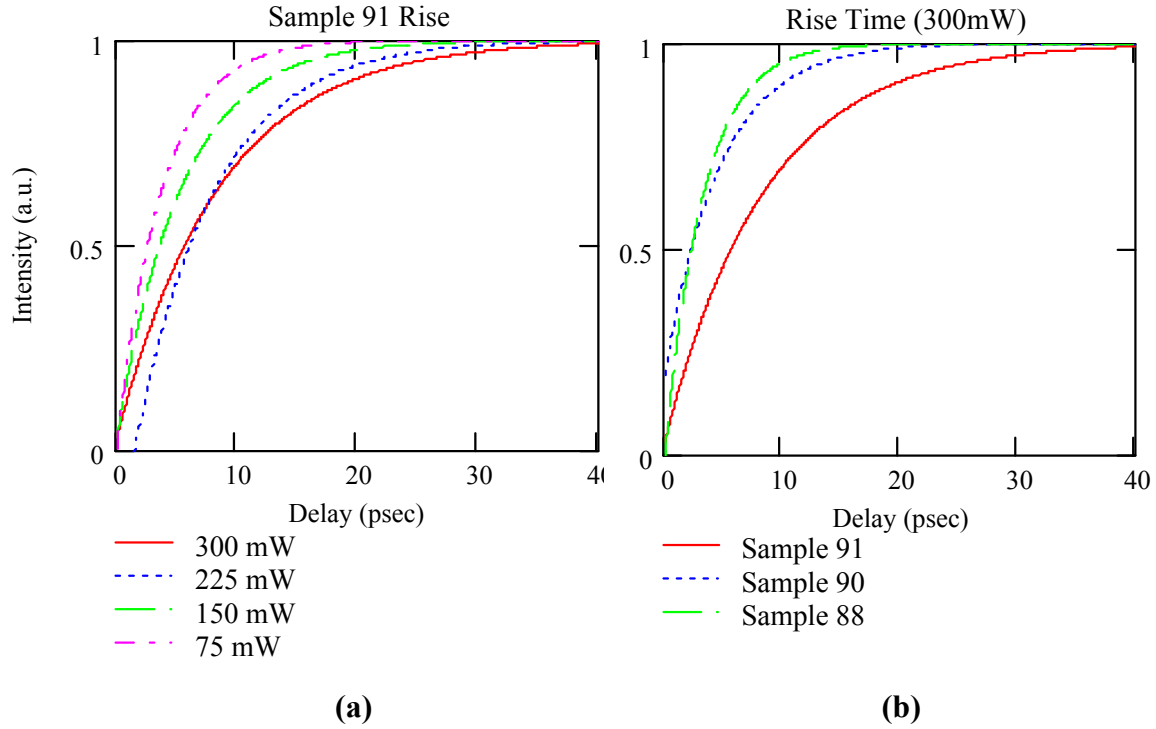 Sample 91 Rise
Intensity (a.u.)
1
0.5
0
0 10 20 30 40
Delay (psec)
300 mW
225 mW
150 mW
75 mW
(a)
Rise Time (300mW)
1
0.5
0
0 10 20 30 40
Delay (psec)
Sample 91
Sample 90
Sample 88
(b)